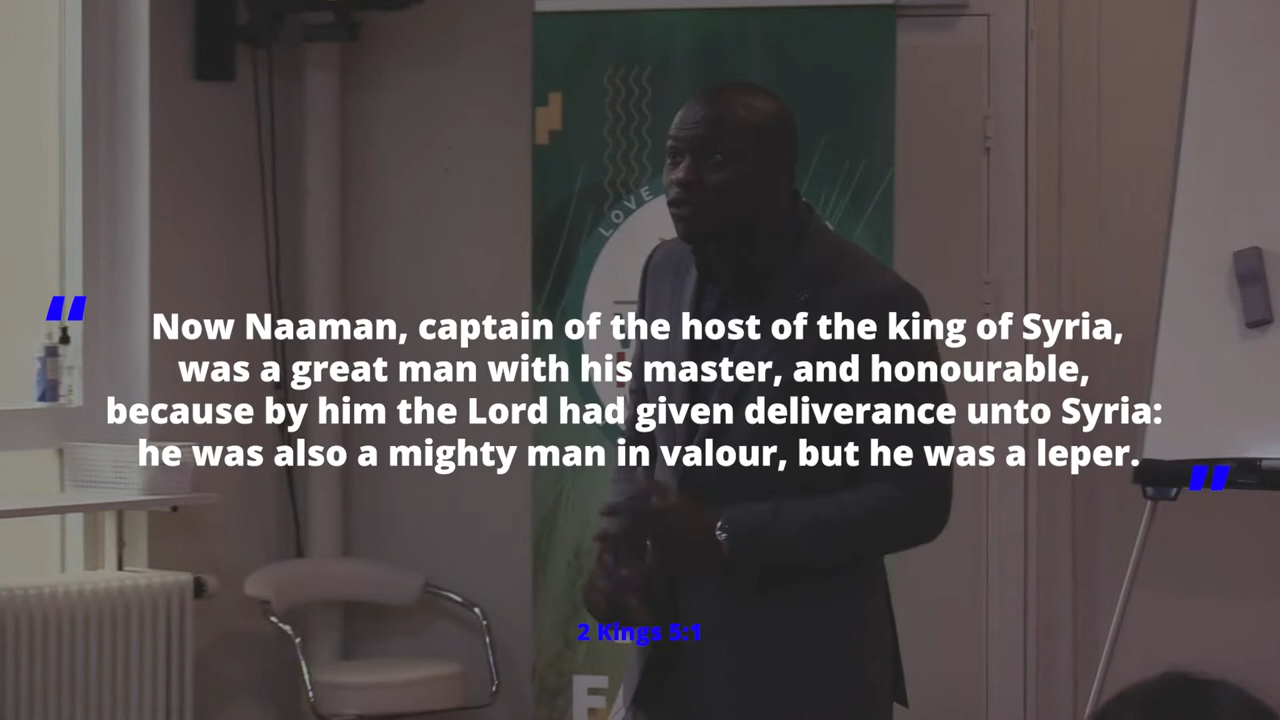 LOVE
“
Now Naaman, captain of the host of the king of Syria,
was a great man with his master, and honourable,
because by him the Lord had given deliverance unto Syria:
he was also a mighty man in valour, but he was a leper.
”
2 Kings 5:1